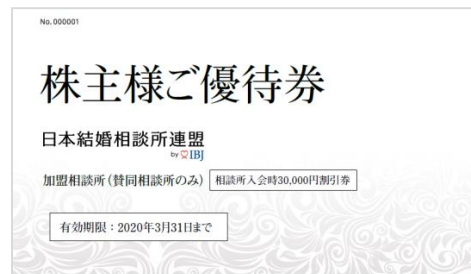 No.000001
株主様ご優待券
日本結婚相談所連盟
by IBJ
加盟相談所(賛同相談所のみ) 相談所入会時30,000円割引券
有効期限：2020年3月31日まで